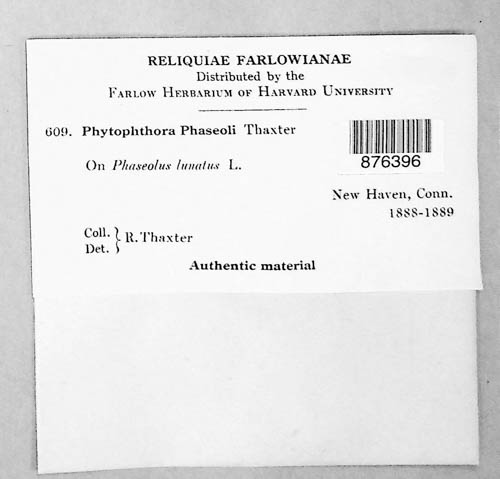 RELIQUIAE FARLOWIANAE
Distributed by the
FARLOW HERBARIUM OF HARVARD UNIVERSITY
609. Phytophthora Phaseoli Thaxter
876396
On Phaseolus lunatus L.
New Haven, Conn.
1888-1889
Coll. } R. Thaxter
Det.
Authentic material